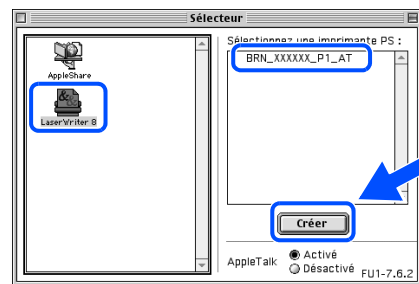 Sélecteur
Sélectionnez une imprimante PS :
BRN_XXXXXX_P1_AT
AppleShare
LaserWriter 8
Créer
AppleTalk
Activé
Désactivé
FU1-7.6.2